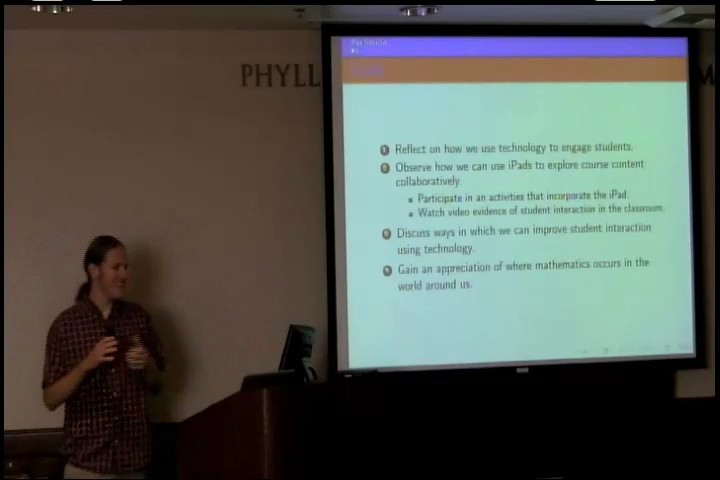 PHYLL
M
Reflect on how we use technology to engage students.
Observe how we can use iPads to explore course content
collaboratively
Participate in an activities that incorporate the iPad.
Watch video evidence of student interaction in the classroom.
Discuss ways in which we can improve student interaction
using technology.
Gain an appreciation of where mathematics occurs in the
world around us.